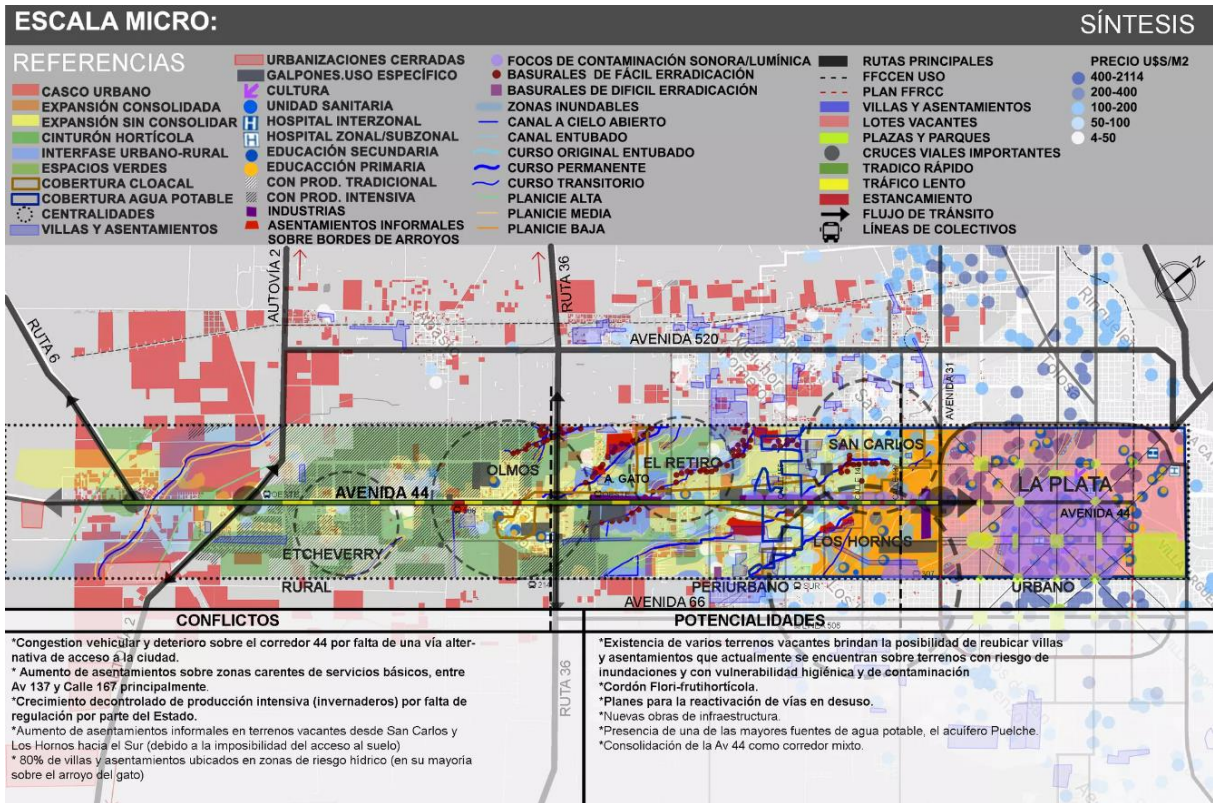 ESCALA MICRO:
SÍNTESIS
REFERENCIAS
CASCO URBANO
EXPANSIÓN CONSOLIDADA
EXPANSIÓN SIN CONSOLIDAR
CINTURÓN HORTÍCOLA
INTERFASE URBANO-RURAL
ESPACIOS VERDES
COBERTURA CLOACAL
COBERTURA AGUA POTABLE
CENTRALIDADES
VILLAS Y ASENTAMIENTOS
URBANIZACIONES CERRADAS
GALPONES.USO ESPECÍFICO
CULTURA
UNIDAD SANITARIA
HOSPITAL INTERZONAL
HOSPITAL ZONAL/SUBZONAL
EDUCACIÓN SECUNDARIA
EDUCACCIÓN PRIMARIA
CON PROD. TRADICIONAL
CON PROD. INTENSIVA
INDUSTRIAS
ASENTAMIENTOS INFORMALES
SOBRE BORDES DE ARROYOS
FOCOS DE CONTAMINACIÓN SONORA/LUMÍNICA
BASURALES DE FÁCIL ERRADICACIÓN
BASURALES DE DIFICIL ERRADICACIÓN
ZONAS INUNDABLES
CANAL A CIELO ABIERTO
CANAL ENTUBADO
CURSO ORIGINAL ENTUBADO
CURSO PERMANENTE
CURSO TRANSITORIO
PLANICIE ALTA
PLANICIE MEDIA
PLANICIE BAJA
RUTAS PRINCIPALES
FFCCEN USO
PLAN FFRCC
VILLAS Y ASENTAMIENTOS
LOTES VACANTES
PLAZAS Y PARQUES
CRUCES VIALES IMPORTANTES
TRADICO RÁPIDO
TRÁFICO LENTO
ESTANCAMIENTO
FLUJO DE TRÁNSITO
LÍNEAS DE COLECTIVOS
PRECIO U$S/M2
400-2114
200-400
100-200
50-100
4-50
N
AUTOVÍA 2
RUTA 36
RUTA 6
AVENIDA 520
AVENIDA 31
Abasto
Melchor Romero
Ringuelet
Tolosa
OLMOS
EL RETIRO
SAN CARLOS
A. GATO
OESTE
AVENIDA 44
LA PLATA
AVENIDA 44
ETCHEVERRY
LOS HORNOS
RURAL
PERIURBANO
SUR
URBANO
AVENIDA 66
RUTA 2
RUTA 36
CONFLICTOS
*Congestion vehicular y deterioro sobre el corredor 44 por falta de una vía alter-
nativa de acceso a la ciudad.
* Aumento de asentamientos sobre zonas carentes de servicios básicos, entre
Av 137 y Calle 167 principalmente.
*Crecimiento decontrolado de producción intensiva (invernaderos) por falta de
regulación por parte del Estado.
*Aumento de asentamientos informales en terrenos vacantes desde San Carlos y
Los Hornos hacia el Sur (debido a la imposibilidad del acceso al suelo)
* 80% de villas y asentamientos ubicados en zonas de riesgo hídrico (en su mayoría
sobre el arroyo del gato)
POTENCIALIDADES
*Existencia de varios terrenos vacantes brindan la posibilidad de reubicar villas
y asentamientos que actualmente se encuentran sobre terrenos con riesgo de
inundaciones y con vulnerabilidad higiénica y de contaminación
*Cordón Flori-frutihortícola.
*Planes para la reactivación de vías en desuso.
*Nuevas obras de infraestructura.
*Presencia de una de las mayores fuentes de agua potable, el acuífero Puelche.
*Consolidación de la Av 44 como corredor mixto.